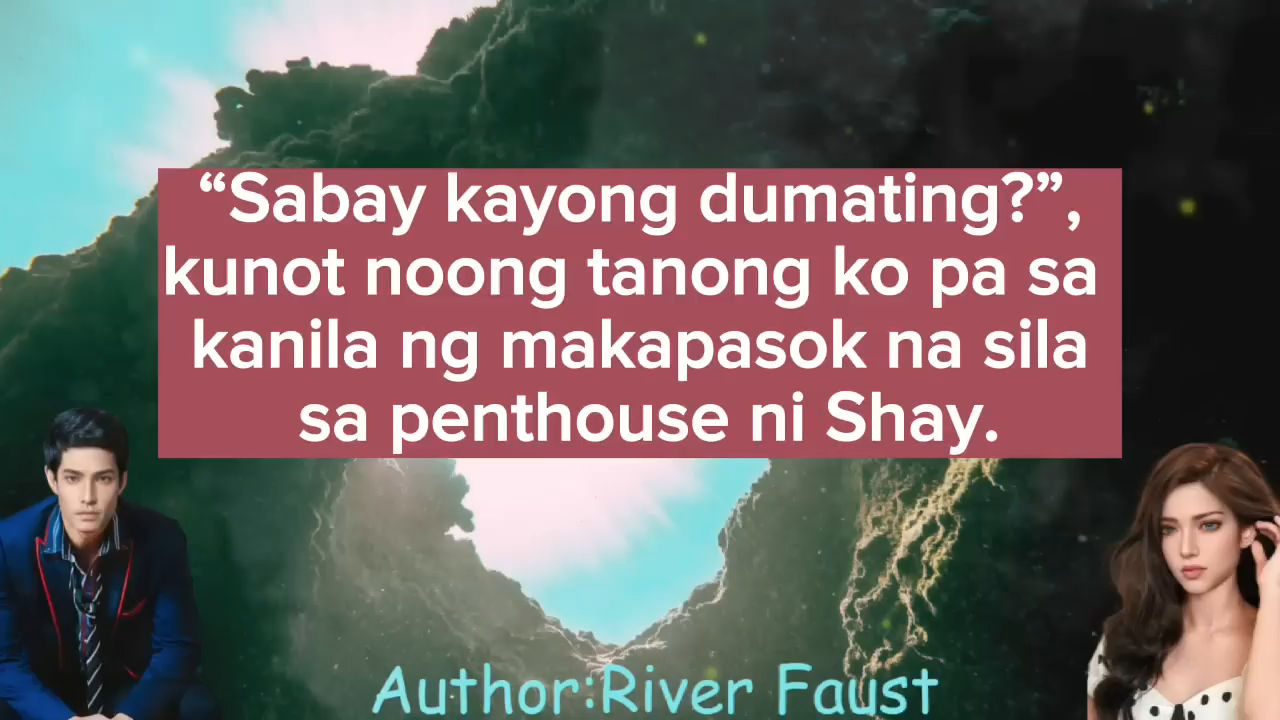 “Sabay kayong dumating?”,
kunot noong tanong ko pa sa
kanila ng makapasok na sila
sa penthouse ni Shay.
Author:River Faust